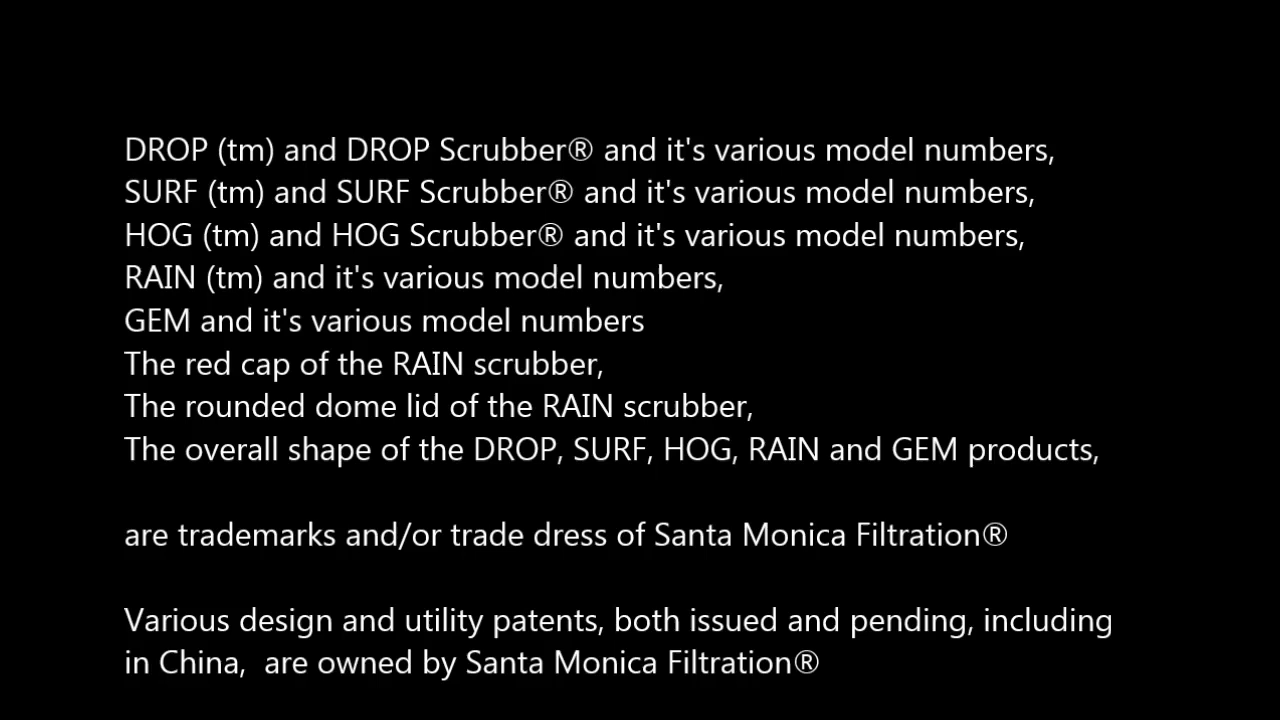 DROP (tm) and DROP Scrubber® and it's various model numbers,
SURF (tm) and SURF Scrubber® and it's various model numbers,
HOG (tm) and HOG Scrubber® and it's various model numbers,
RAIN (tm) and it's various model numbers,
GEM and it's various model numbers
The red cap of the RAIN scrubber,
The rounded dome lid of the RAIN scrubber,
The overall shape of the DROP, SURF, HOG, RAIN and GEM products,
are trademarks and/or trade dress of Santa Monica Filtration®
Various design and utility patents, both issued and pending, including
in China,  are owned by Santa Monica Filtration®